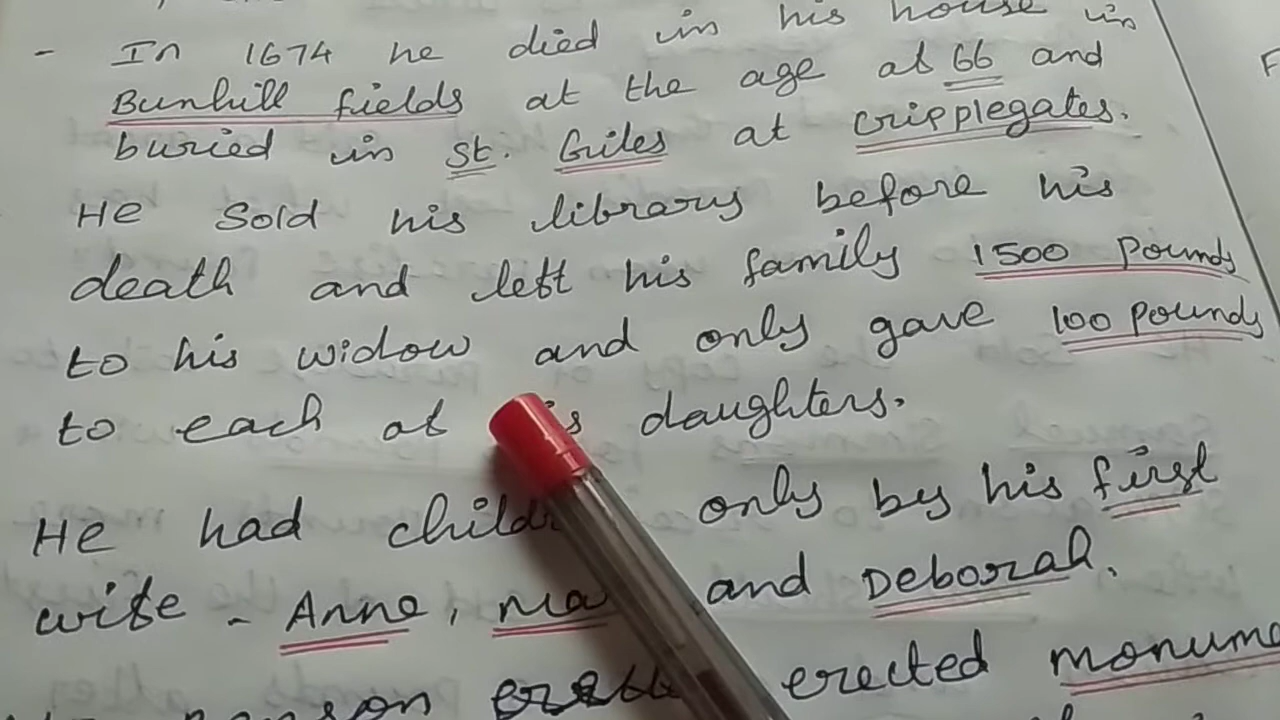 - In 1674 he died in his house in
Bunhill fields at the age at 66 and
buried in St. Giles at cripplegates.
He Sold his library before his
death and left his family 1500 Pounds
to his widow and only gave 100 Pounds
to each at daughters.
He had only by his first
wife - Anne, and Deborah.
erected